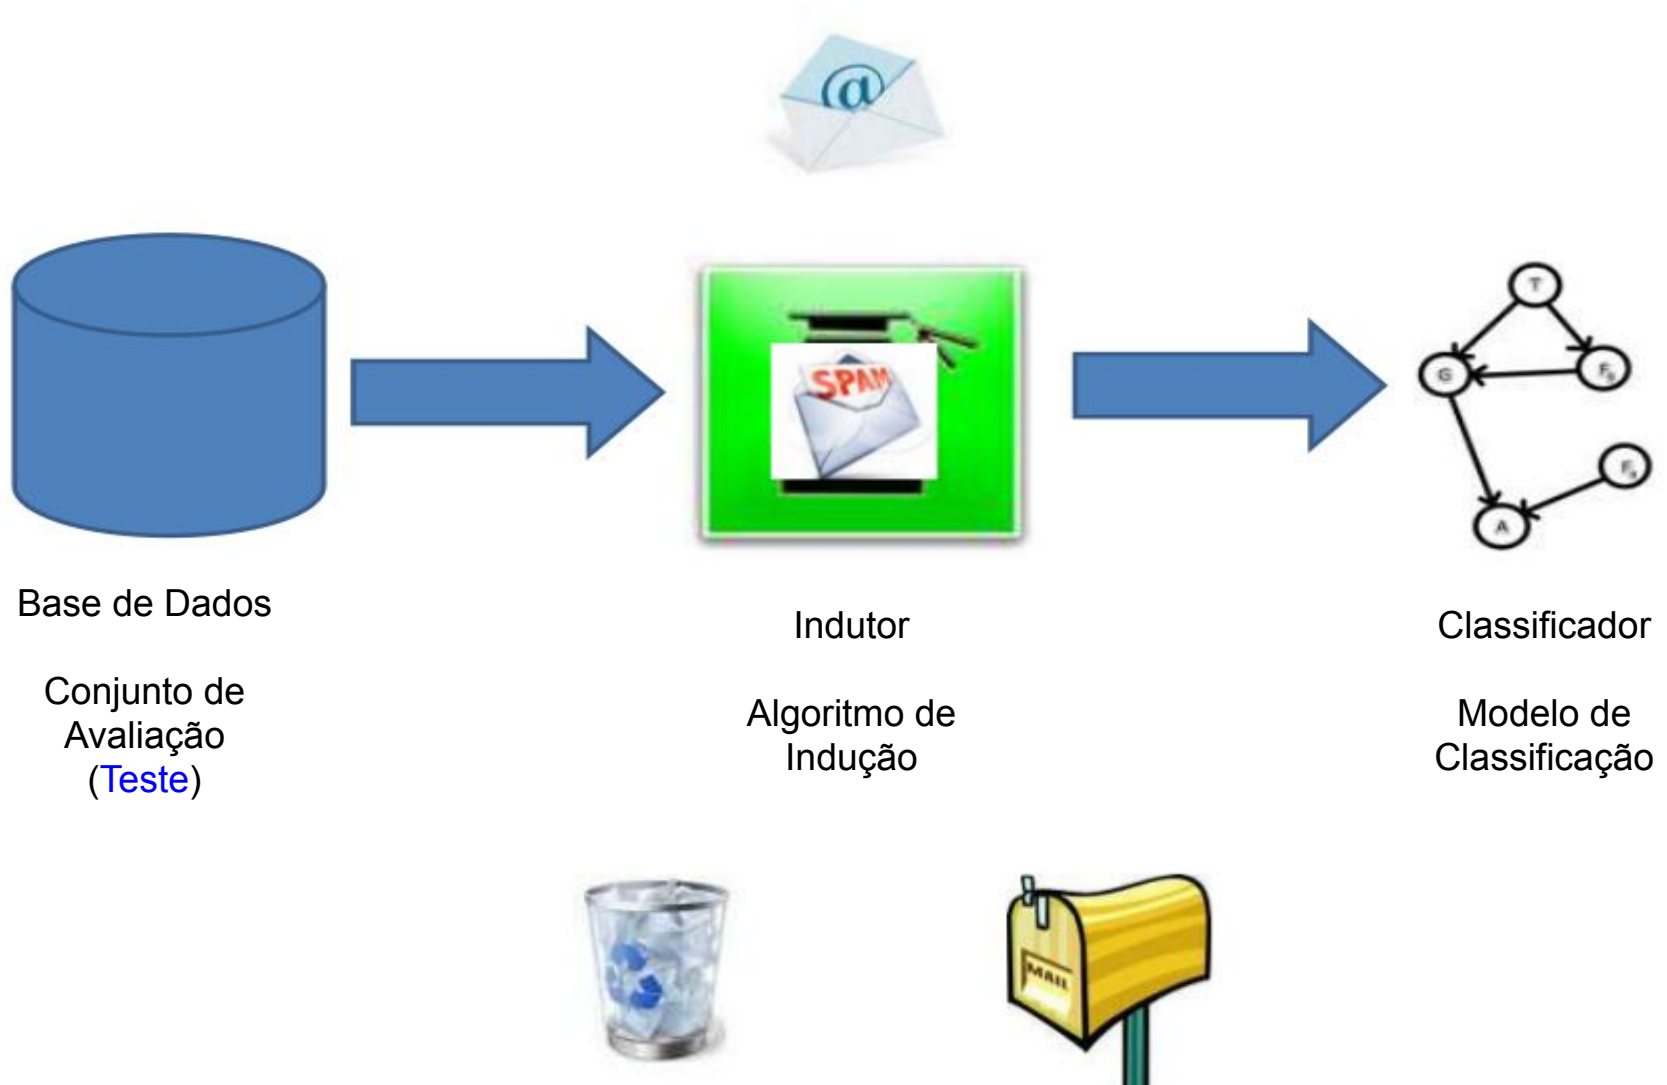 @
SPAM
T
G
F
A
Base de Dados
Conjunto de
Avaliação
(Teste)
Indutor
Algoritmo de
Indução
Classificador
Modelo de
Classificação
MAIL